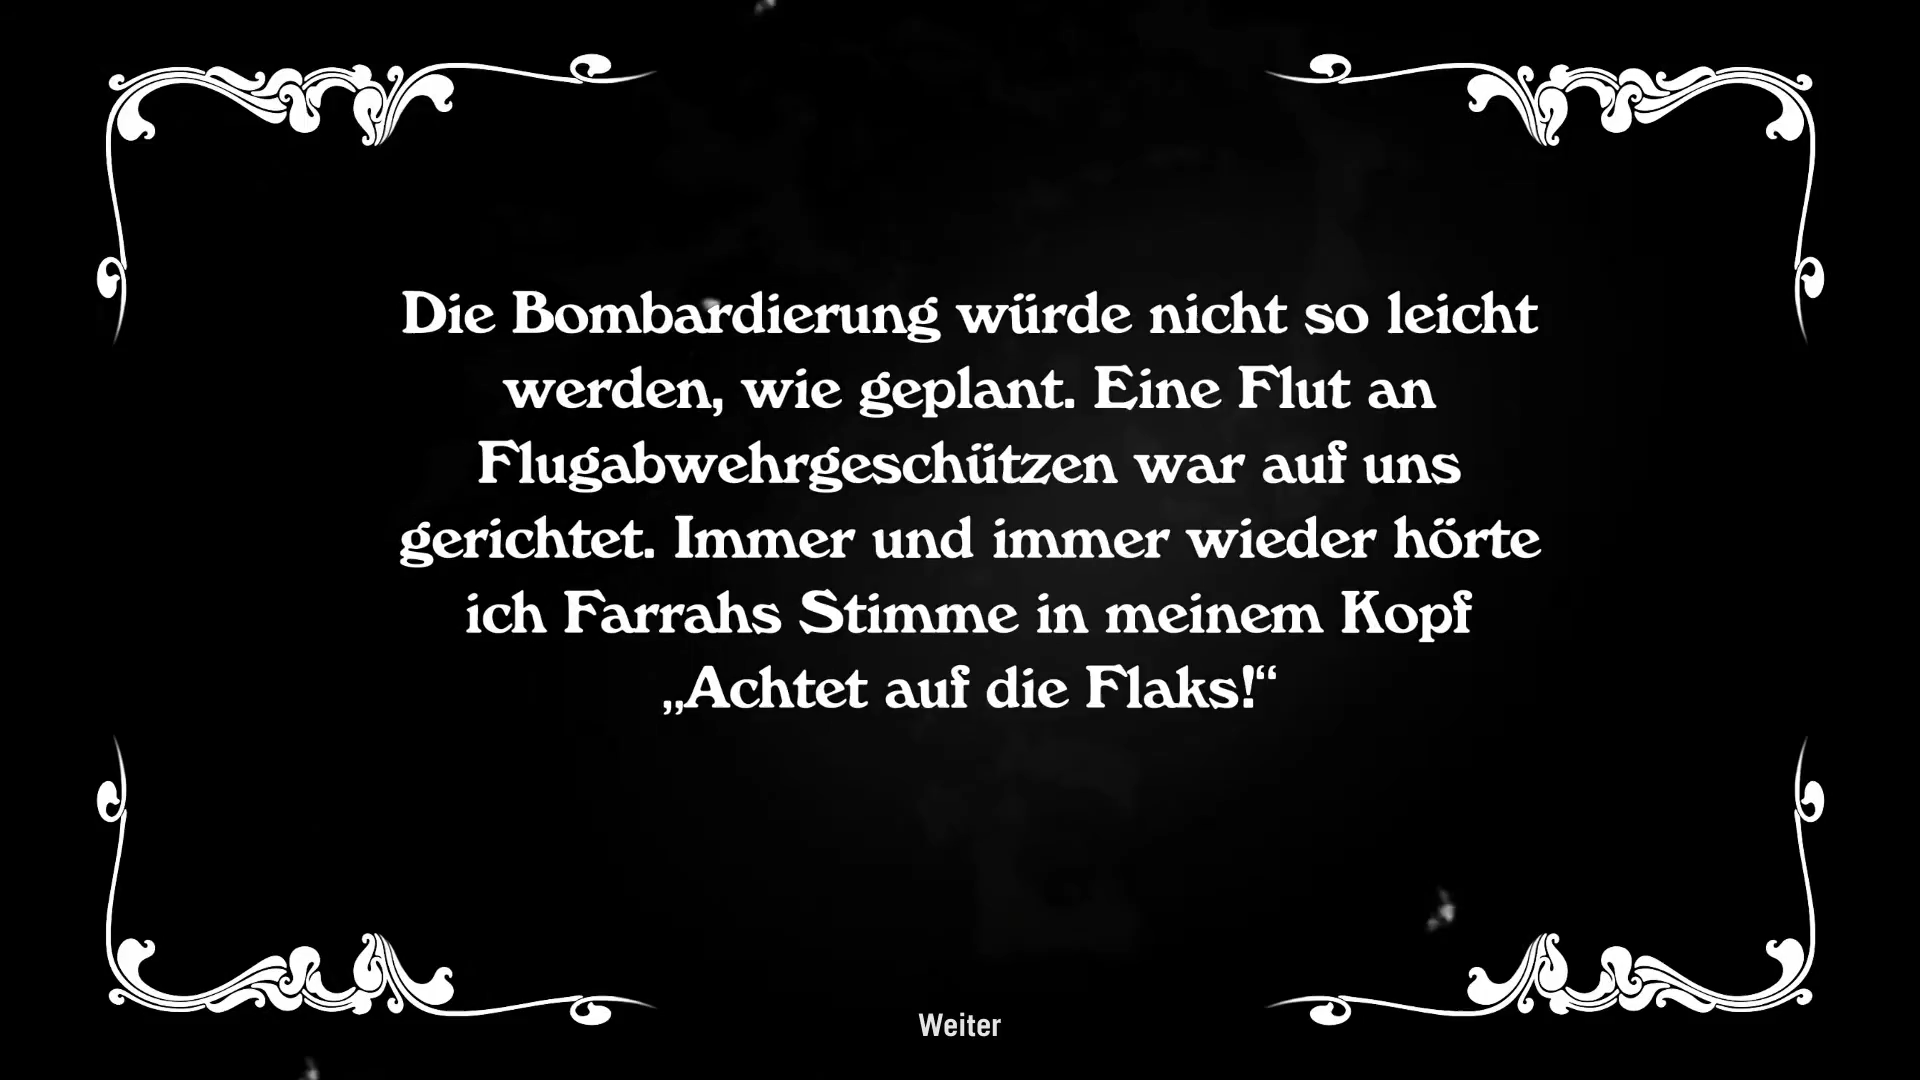 Die Bombardierung würde nicht so leicht
werden, wie geplant. Eine Flut an
Flugabwehrgeschützen war auf uns
gerichtet. Immer und immer wieder hörte
ich Farrahs Stimme in meinem Kopf
„Achtet auf die Flaks!“
Weiter